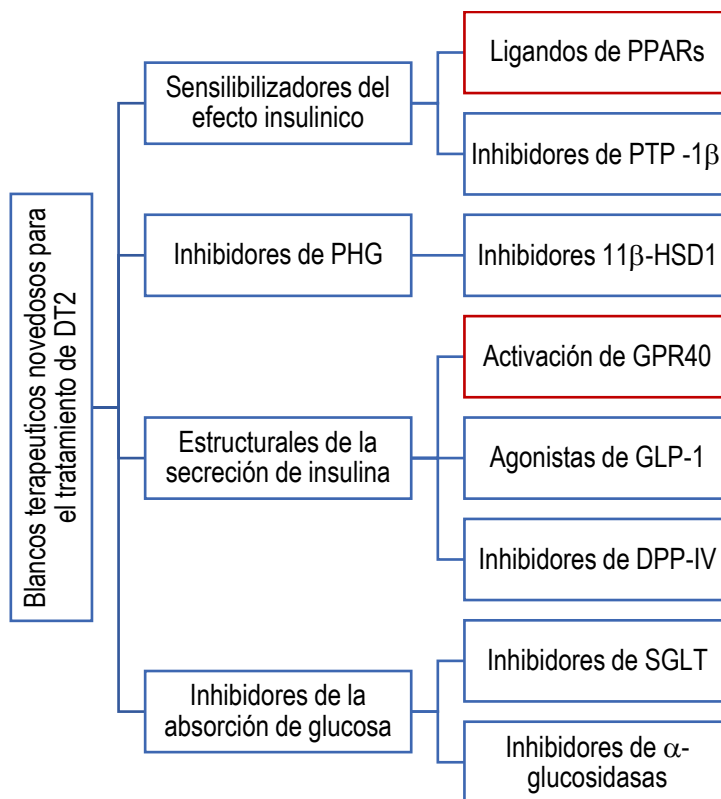 Blancos terapeuticos novedosos para
el tratamiento de DT2
Sensilibilizadores del
efecto insulinico
Ligandos de PPARs
Inhibidores de PTP -1β
Inhibidores de PHG
Inhibidores 11β-HSD1
Estructurales de la
secreción de insulina
Activación de GPR40
Agonistas de GLP-1
Inhibidores de DPP-IV
Inhibidores de la
absorción de glucosa
Inhibidores de SGLT
Inhibidores de α-
glucosidasas